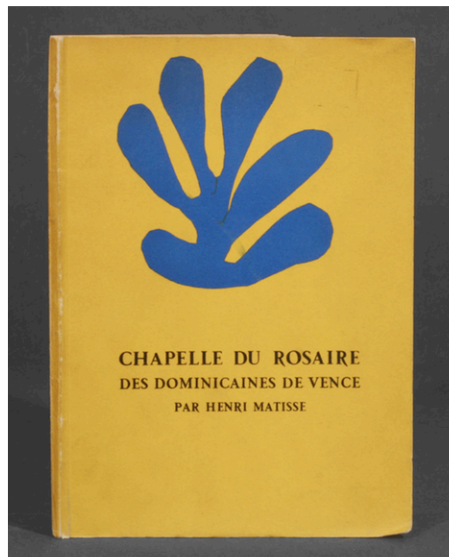 CHAPELLE DU ROSAIRE
DES DOMINICAINES DE VENCE
PAR HENRI MATISSE